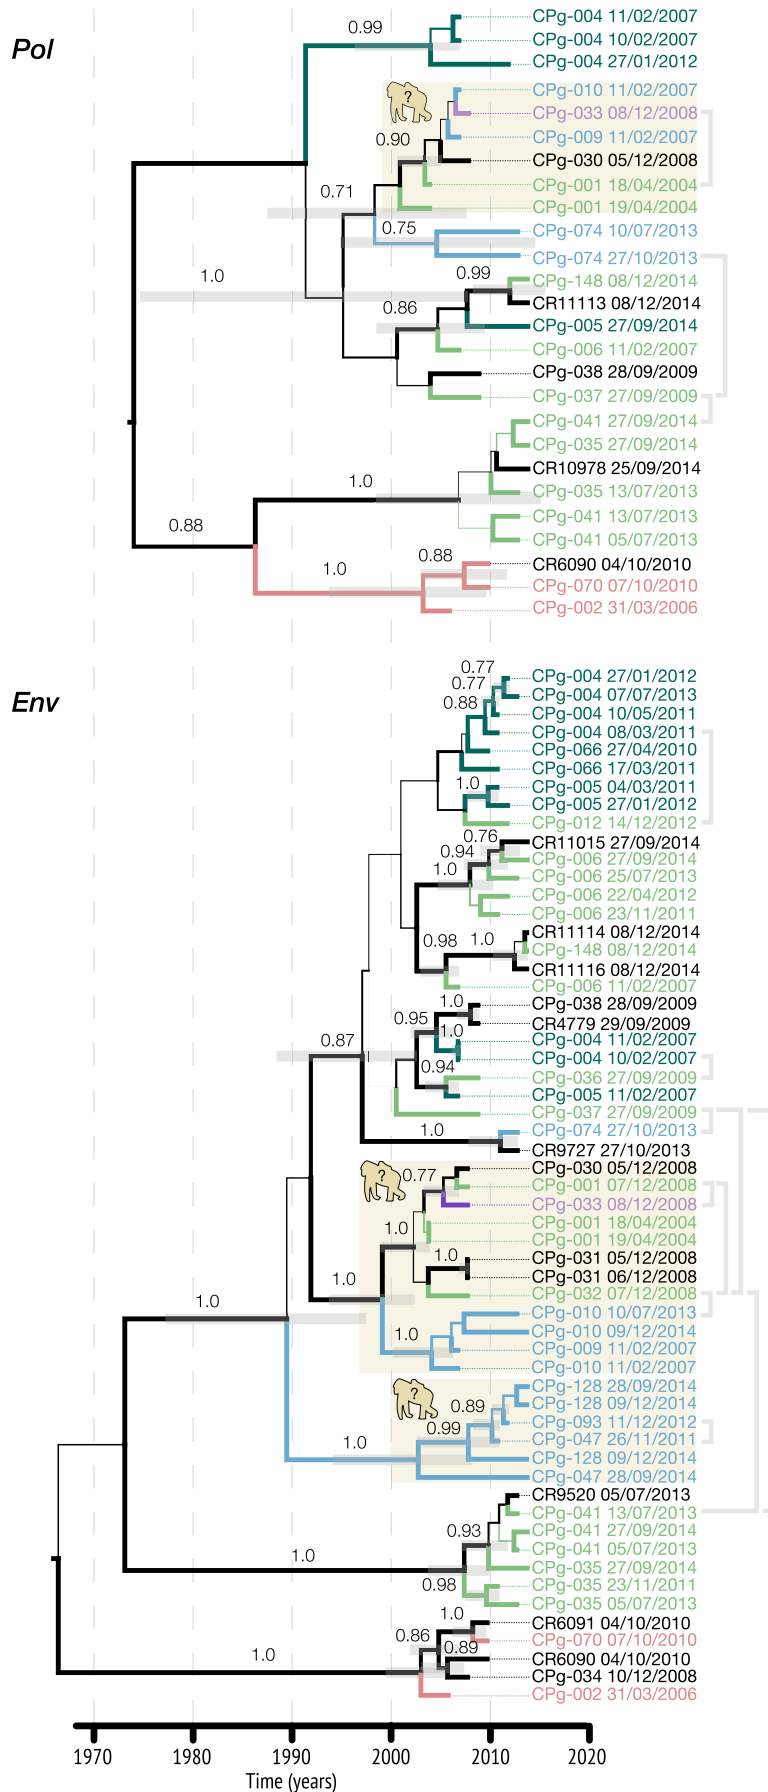 Pol
0.99
CPg-004 11/02/2007
CPg-004 10/02/2007
CPg-004 27/01/2012
?
CPg-010 11/02/2007
CPg-033 08/12/2008
CPg-009 11/02/2007
0.90
CPg-030 05/12/2008
CPg-001 18/04/2004
0.71
CPg-001 19/04/2004
0.75
CPg-074 10/07/2013
CPg-074 27/10/2013
1.0
0.99
CPg-148 08/12/2014
CR11113 08/12/2014
0.86
CPg-005 27/09/2014
CPg-006 11/02/2007
CPg-038 28/09/2009
CPg-037 27/09/2009
CPg-041 27/09/2014
CPg-035 27/09/2014
CR10978 25/09/2014
1.0
CPg-035 13/07/2013
CPg-041 13/07/2013
0.88
CPg-041 05/07/2013
0.88
CR6090 04/10/2010
1.0
CPg-070 07/10/2010
CPg-002 31/03/2006
Env
0.77
CPg-004 27/01/2012
0.77
CPg-004 07/07/2013
0.88
CPg-004 10/05/2011
CPg-004 08/03/2011
CPg-066 27/04/2010
CPg-066 17/03/2011
1.0
CPg-005 04/03/2011
CPg-005 27/01/2012
CPg-012 14/12/2012
0.76
CR11015 27/09/2014
0.94
CPg-006 27/09/2014
1.0
CPg-006 25/07/2013
CPg-006 22/04/2012
CPg-006 23/11/2011
CR11114 08/12/2014
0.98
1.0
CPg-148 08/12/2014
CR11116 08/12/2014
CPg-006 11/02/2007
1.0
CPg-038 28/09/2009
0.95
CR4779 29/09/2009
1.0
CPg-004 11/02/2007
0.87
CPg-004 10/02/2007
0.94
CPg-036 27/09/2009
CPg-005 11/02/2007
CPg-037 27/09/2009
1.0
CPg-074 27/10/2013
CR9727 27/10/2013
?
0.77
CPg-030 05/12/2008
CPg-001 07/12/2008
CPg-033 08/12/2008
1.0
CPg-001 18/04/2004
CPg-001 19/04/2004
1.0
CPg-031 05/12/2008
CPg-031 06/12/2008
1.0
CPg-032 07/12/2008
1.0
CPg-010 10/07/2013
1.0
CPg-010 09/12/2014
CPg-009 11/02/2007
CPg-010 11/02/2007
?
CPg-128 28/09/2014
0.89
CPg-128 09/12/2014
0.99
CPg-093 11/12/2012
1.0
CPg-047 26/11/2011
CPg-128 09/12/2014
CPg-047 28/09/2014
CR9520 05/07/2013
CPg-041 13/07/2013
0.93
CPg-041 27/09/2014
CPg-041 05/07/2013
1.0
CPg-035 27/09/2014
0.98
CPg-035 23/11/2011
CPg-035 05/07/2013
1.0
CR6091 04/10/2010
0.86
CPg-070 07/10/2010
0.89
1.0
CR6090 04/10/2010
CPg-034 10/12/2008
CPg-002 31/03/2006
1970 1980 1990 2000 2010 2020
Time (years)